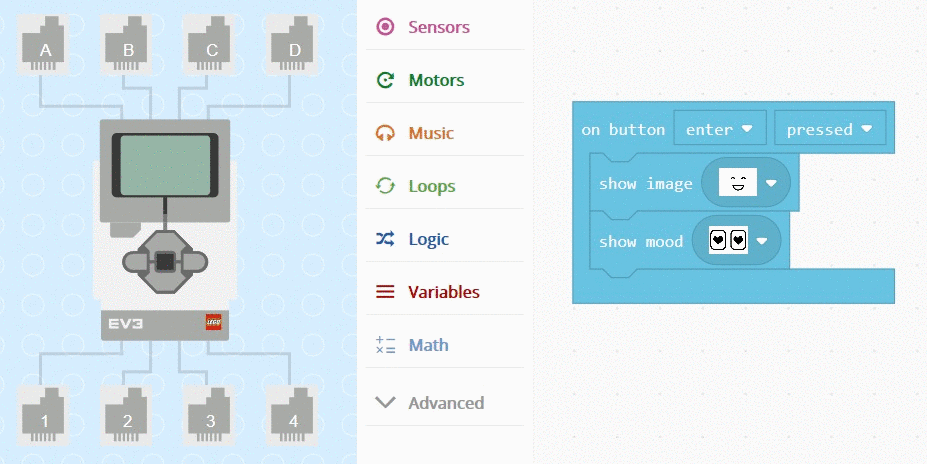 A B C D
EV3
LEGO
1 2 3 4
Sensors
Motors
Music
Loops
Logic
Variables
Math
Advanced
on button enter pressed
show image
show mood